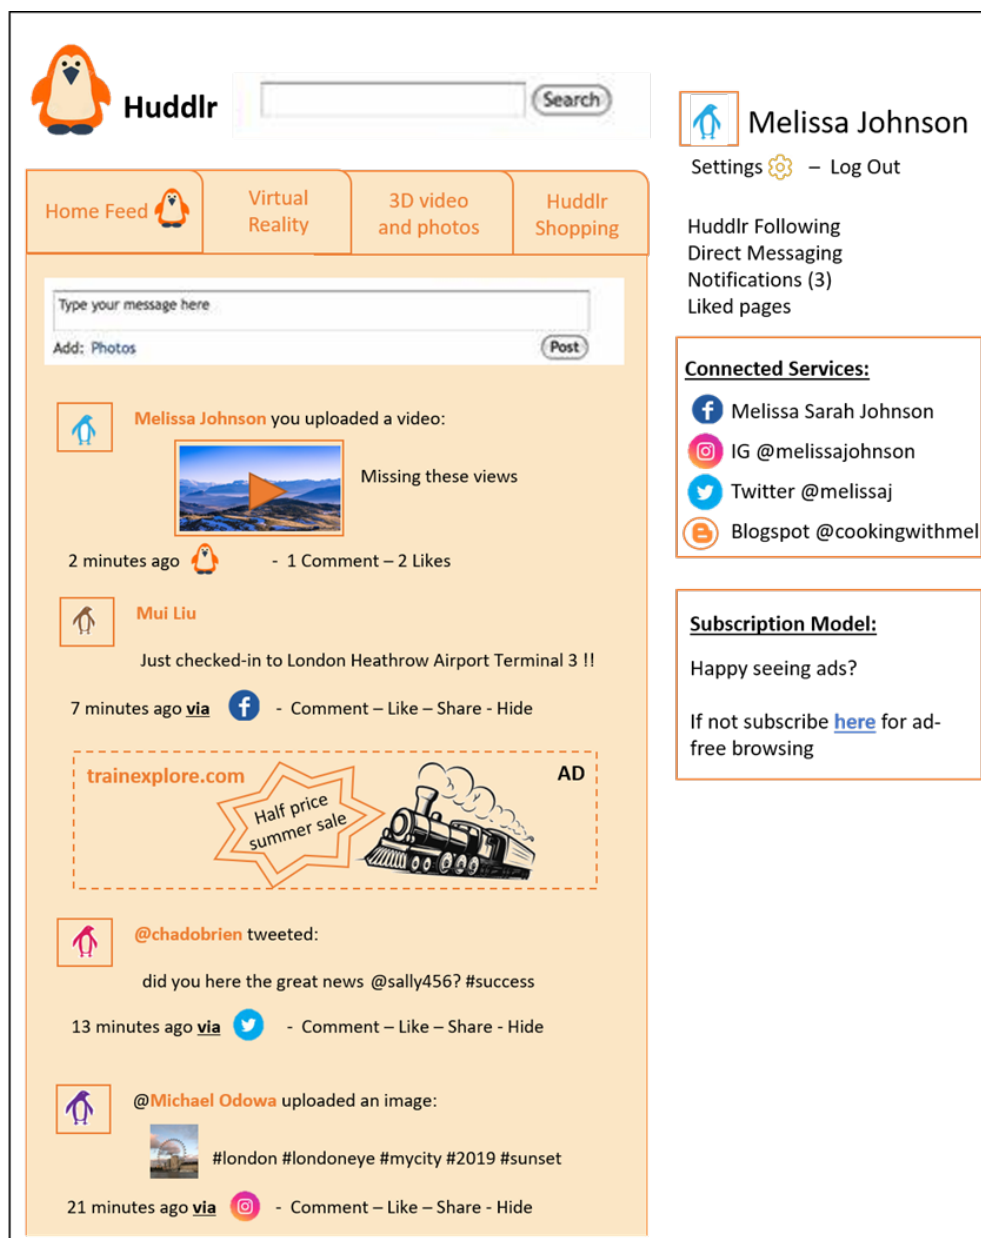 Huddlr
Search
Melissa Johnson
Settings – Log Out
Home Feed
Virtual
Reality
3D video
and photos
Huddlr
Shopping
Huddlr Following
Direct Messaging
Notifications (3)
Liked pages
Type your message here
Add: Photos
Post
Connected Services:
Melissa Sarah Johnson
IG @melissajohnson
Twitter @melissaj
Blogspot @cookingwithmel
Melissa Johnson you uploaded a video:
Missing these views
2 minutes ago - 1 Comment – 2 Likes
Mui Liu
Just checked-in to London Heathrow Airport Terminal 3 !!
7 minutes ago via - Comment – Like – Share - Hide
Subscription Model:
Happy seeing ads?
If not subscribe here for ad-
free browsing
trainexplore.com
AD
Half price
summer sale
@chadobrien tweeted:
did you here the great news @sally456? #success
13 minutes ago via - Comment – Like – Share - Hide
@Michael Odowa uploaded an image:
#london #londoneye #mycity #2019 #sunset
21 minutes ago via - Comment – Like – Share - Hide